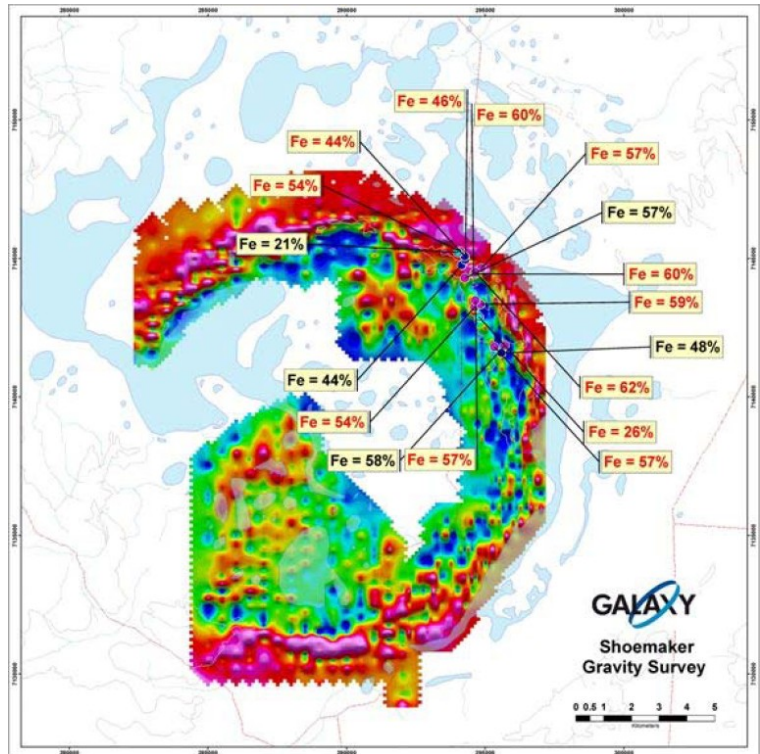 Fe = 46%
Fe = 60%
Fe = 44%
Fe = 57%
Fe = 54%
Fe = 57%
Fe = 21%
Fe = 60%
Fe = 59%
Fe = 48%
Fe = 44%
Fe = 62%
Fe = 54%
Fe = 26%
Fe = 58%
Fe = 57%
Fe = 57%
GALAXY
Shoemaker
Gravity Survey
0 0.5 1 2 3 4 5
Kilometers